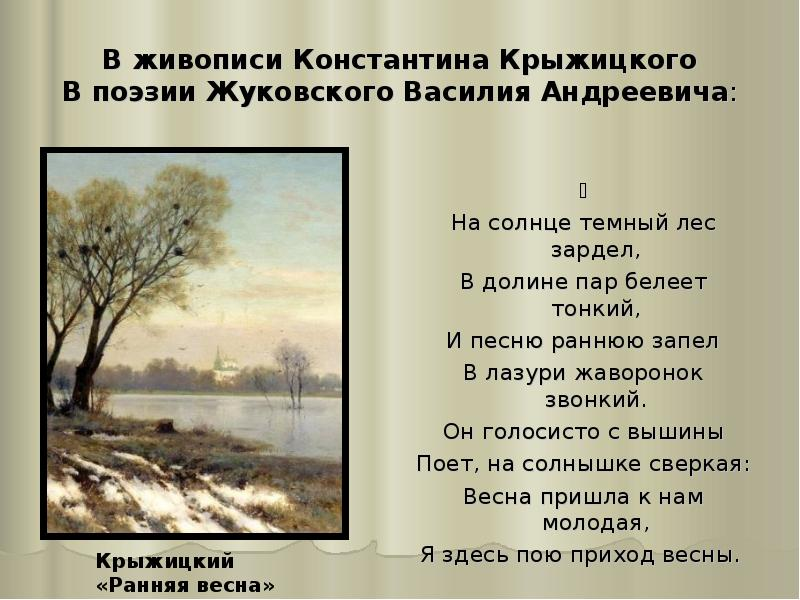 В живописи Константина Крыжицкого
В поэзии Жуковского Василия Андреевича:
На солнце темный лес
зардел,
В долине пар белеет
тонкий,
И песню раннюю запел
В лазури жаворонок
звонкий.
Он голосисто с вышины
Поет, на солнышке сверкая:
Весна пришла к нам
молодая,
Я здесь пою приход весны.
Крыжицкий
«Ранняя весна»